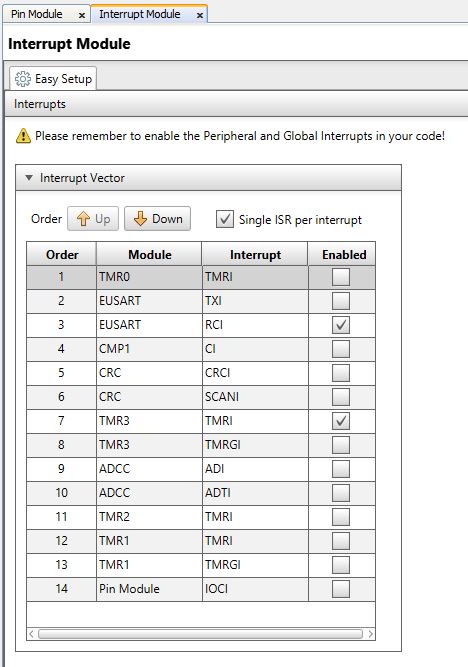 Pin Module x Interrupt Module x
Interrupt Module
Easy Setup
Interrupts
Please remember to enable the Peripheral and Global Interrupts in your code!
Interrupt Vector
Order Up Down Single ISR per interrupt
Order Module Interrupt Enabled
1 TMR0 TMRI
2 EUSART TXI
3 EUSART RCI
4 CMP1 CI
5 CRC CRCI
6 CRC SCANI
7 TMR3 TMRI
8 TMR3 TMRGI
9 ADCC ADI
10 ADCC ADTI
11 TMR2 TMRI
12 TMR1 TMRI
13 TMR1 TMRGI
14 Pin Module IOCI